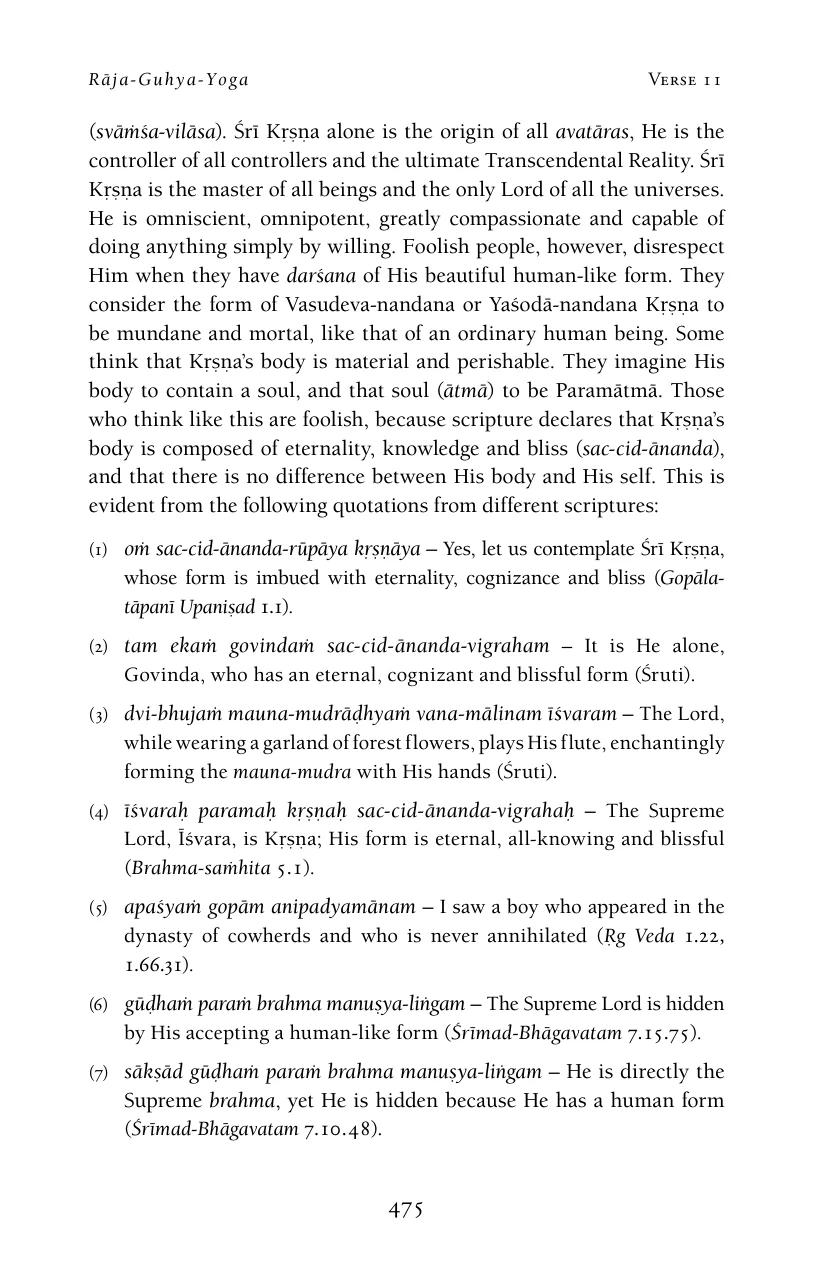 Rāja-Guhya-Yoga Verse 11
(svāṁśa-vilāsa). Śrī Kṛṣṇa alone is the origin of all avatāras, He is the
controller of all controllers and the ultimate Transcendental Reality. Śrī
Kṛṣṇa is the master of all beings and the only Lord of all the universes.
He is omniscient, omnipotent, greatly compassionate and capable of
doing anything simply by willing. Foolish people, however, disrespect
Him when they have darśana of His beautiful human-like form. They
consider the form of Vasudeva-nandana or Yaśodā-nandana Kṛṣṇa to
be mundane and mortal, like that of an ordinary human being. Some
think that Kṛṣṇa’s body is material and perishable. They imagine His
body to contain a soul, and that soul (ātmā) to be Paramātmā. Those
who think like this are foolish, because scripture declares that Kṛṣṇa’s
body is composed of eternality, knowledge and bliss (sac-cid-ānanda),
and that there is no difference between His body and His self. This is
evident from the following quotations from different scriptures:
(1) oṁ sac-cid-ānanda-rūpāya kṛṣṇāya – Yes, let us contemplate Śrī Kṛṣṇa,
whose form is imbued with eternality, cognizance and bliss (Gopāla-
tāpanī Upaniṣad 1.1).
(2) tam ekaṁ govindaṁ sac-cid-ānanda-vigraham – It is He alone,
Govinda, who has an eternal, cognizant and blissful form (Śruti).
(3) dvi-bhujaṁ mauna-mudrāḍhyaṁ vana-mālinam īśvaram – The Lord,
while wearing a garland of forest flowers, plays His flute, enchantingly
forming the mauna-mudra with His hands (Śruti).
(4) īśvaraḥ paramaḥ kṛṣṇaḥ sac-cid-ānanda-vigrahaḥ – The Supreme
Lord, Īśvara, is Kṛṣṇa; His form is eternal, all-knowing and blissful
(Brahma-saṁhita 5.1).
(5) apaśyaṁ gopām anipadyamānam – I saw a boy who appeared in the
dynasty of cowherds and who is never annihilated (Ṛg Veda 1.22,
1.66.31).
(6) gūḍhaṁ paraṁ brahma manuṣya-liṅgam – The Supreme Lord is hidden
by His accepting a human-like form (Śrīmad-Bhāgavatam 7.15.75).
(7) sākṣād gūḍhaṁ paraṁ brahma manuṣya-liṅgam – He is directly the
Supreme brahma, yet He is hidden because He has a human form
(Śrīmad-Bhāgavatam 7.10.48).
475